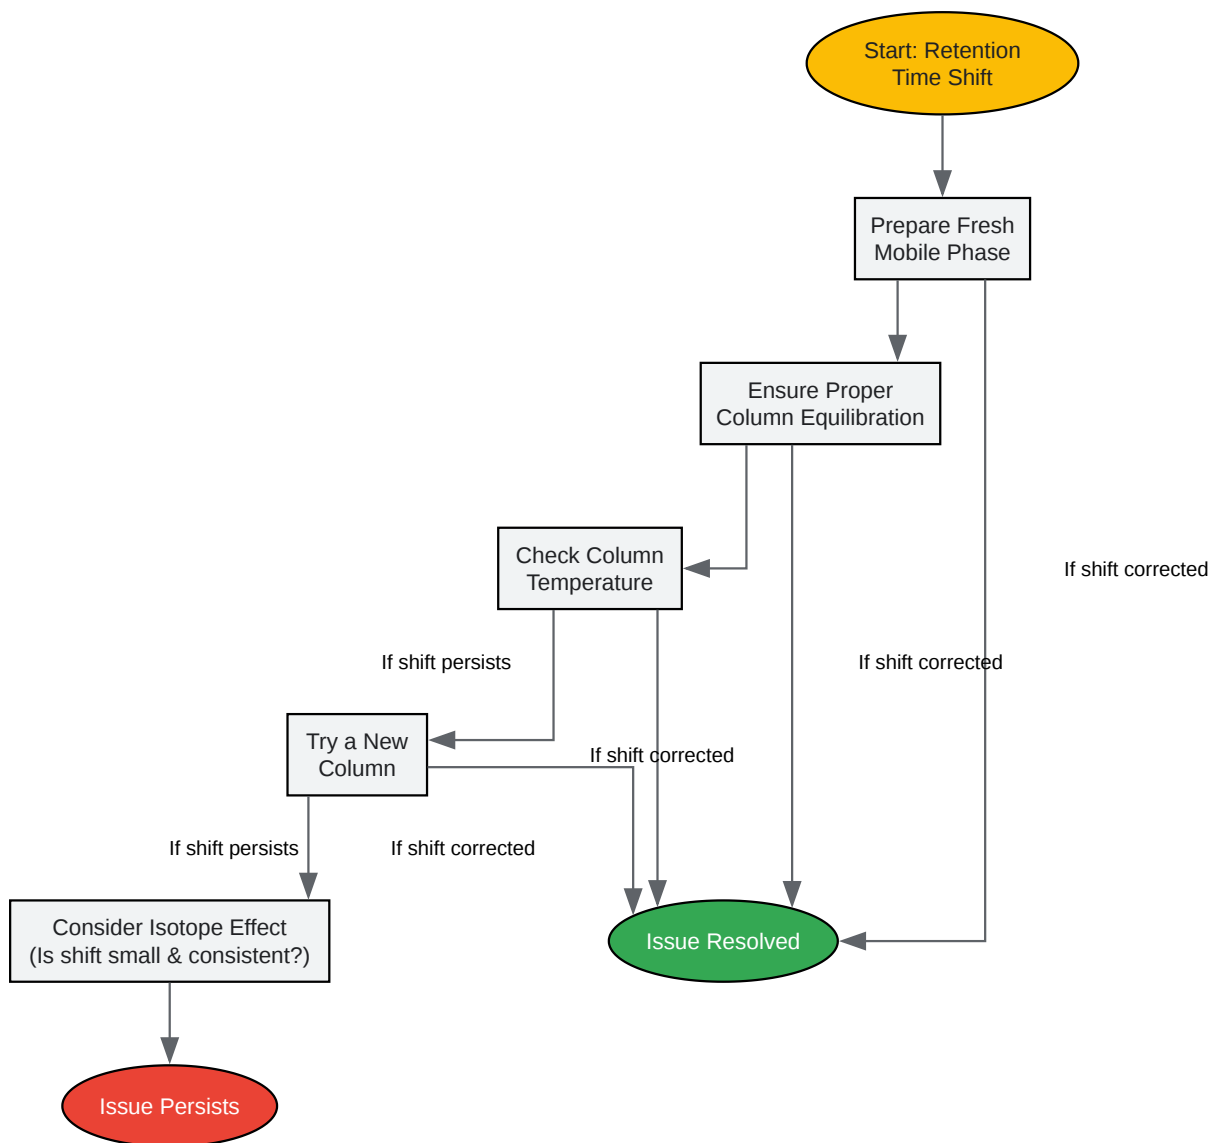 Start: Retention
Time Shift
Prepare Fresh
Mobile Phase
Ensure Proper
Column Equilibration
Check Column
Temperature
If shift corrected
If shift persists
If shift corrected
Try a New
Column
If shift corrected
If shift persists
If shift corrected
Consider Isotope Effect
(Is shift small & consistent?)
Issue Resolved
Issue Persists